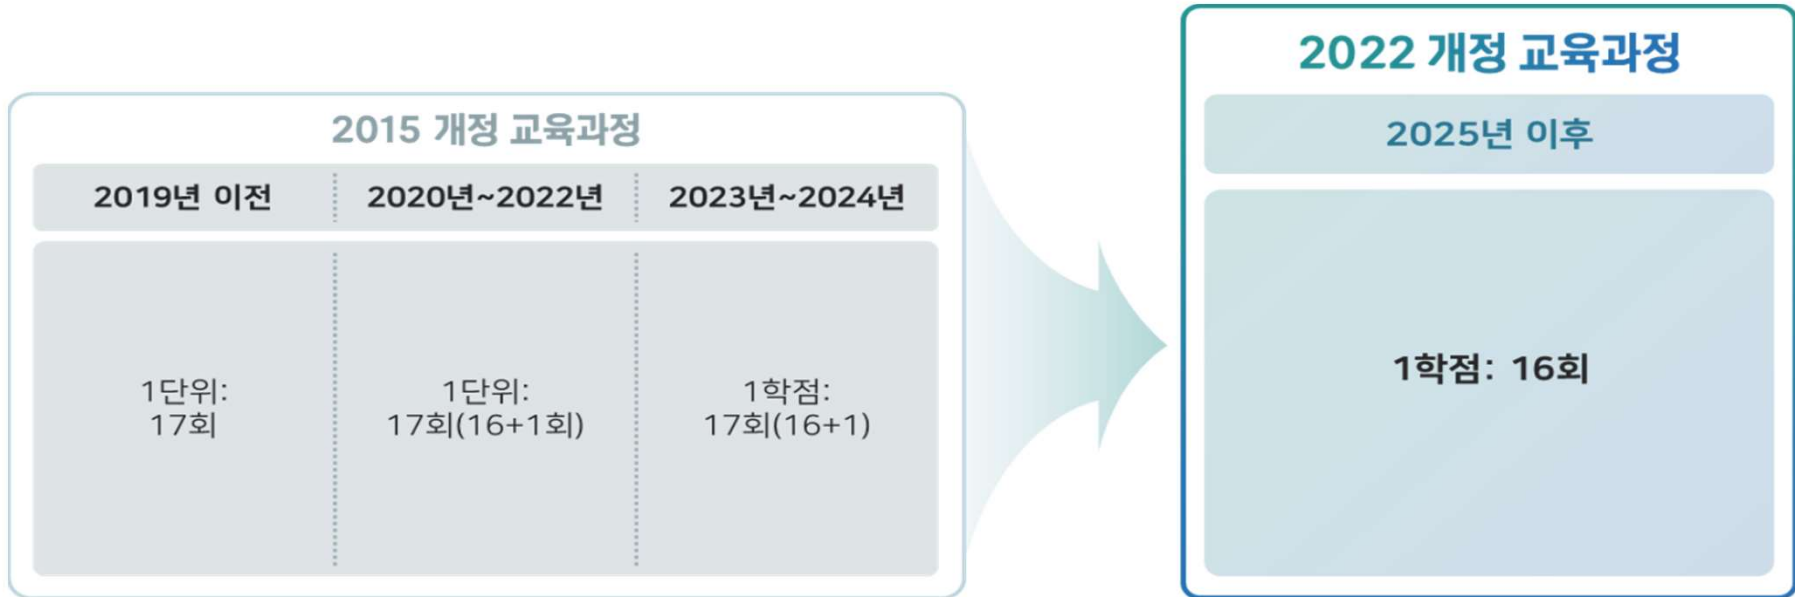 2015 개정 교육과정
2019년 이전
2020년~2022년
2023년~2024년
1단위:
17회
1단위:
17회(16+1회)
1학점:
17회(16+1)
2022 개정 교육과정
2025년 이후
1학점: 16회